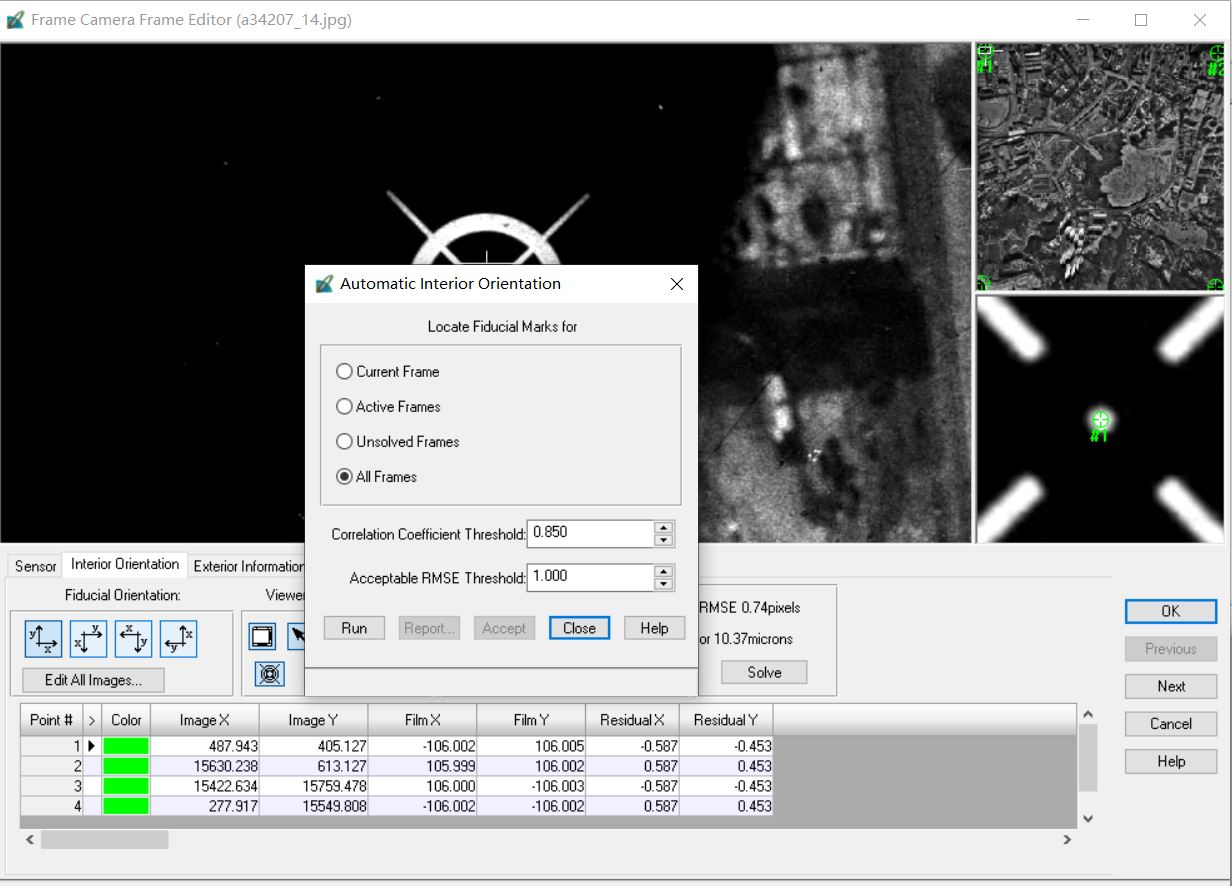 Frame Camera Frame Editor (a34207_14.jpg)
#1
#2
#1
Automatic Interior Orientation
Locate Fiducial Marks for
Current Frame
Active Frames
Unsolved Frames
All Frames
Correlation Coefficient Threshold: 0.850
Acceptable RMSE Threshold: 1.000
Run Report... Accept Close Help
Sensor Interior Orientation Exterior Information
Fiducial Orientation:
Viewer
y x x y x y x y
Edit All Images...
RMSE 0.74pixels
or 10.37microns
Solve
OK
Previous
Next
Cancel
Help
Point # > Color Image X Image Y Film X Film Y Residual X Residual Y
1 487.943 405.127 -106.002 106.005 -0.587 -0.453
2 15630.238 613.127 105.999 106.002 0.587 0.453
3 15422.634 15759.478 106.000 -106.003 -0.587 -0.453
4 277.917 15549.808 -106.002 -106.002 0.587 0.453